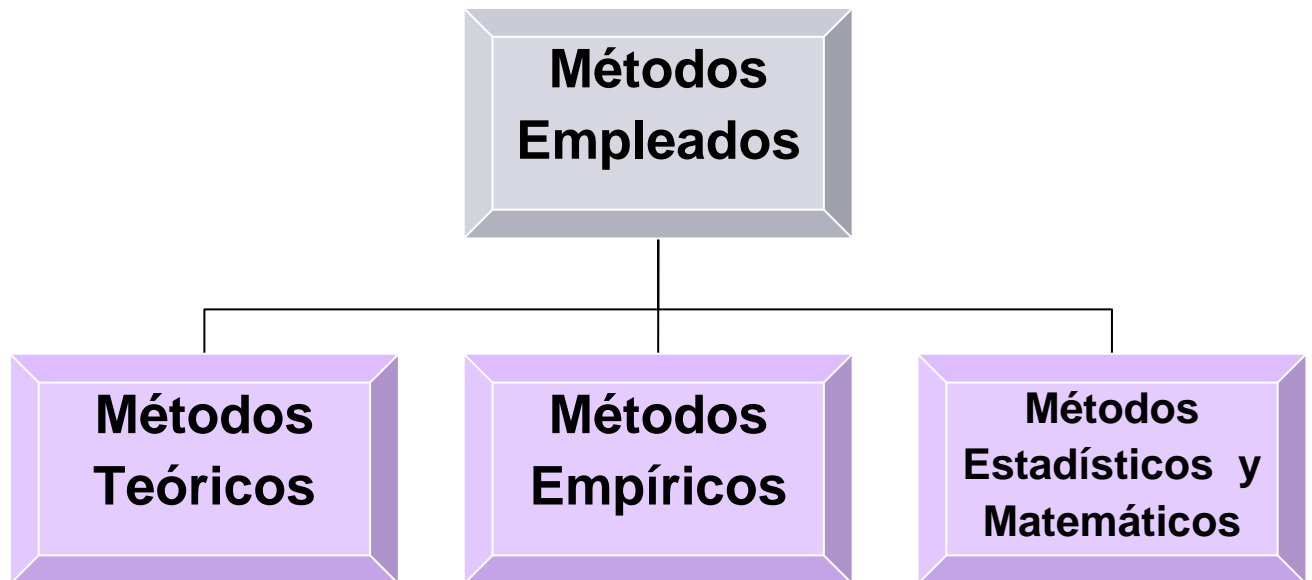 Métodos
Empleados
Métodos
Teóricos
Métodos
Empíricos
Métodos
Estadísticos y
Matemáticos